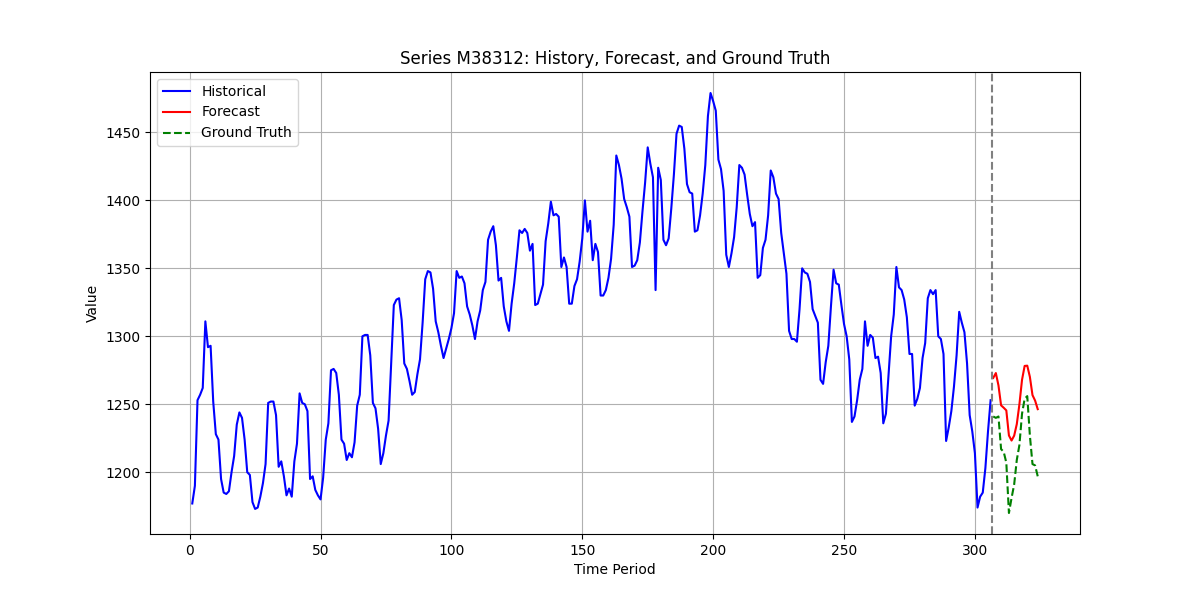 Series M38312: History, Forecast, and Ground Truth
Historical
Forecast
Ground Truth
Value
1450
1400
1350
1300
1250
1200
0 50 100 150 200 250 300
Time Period